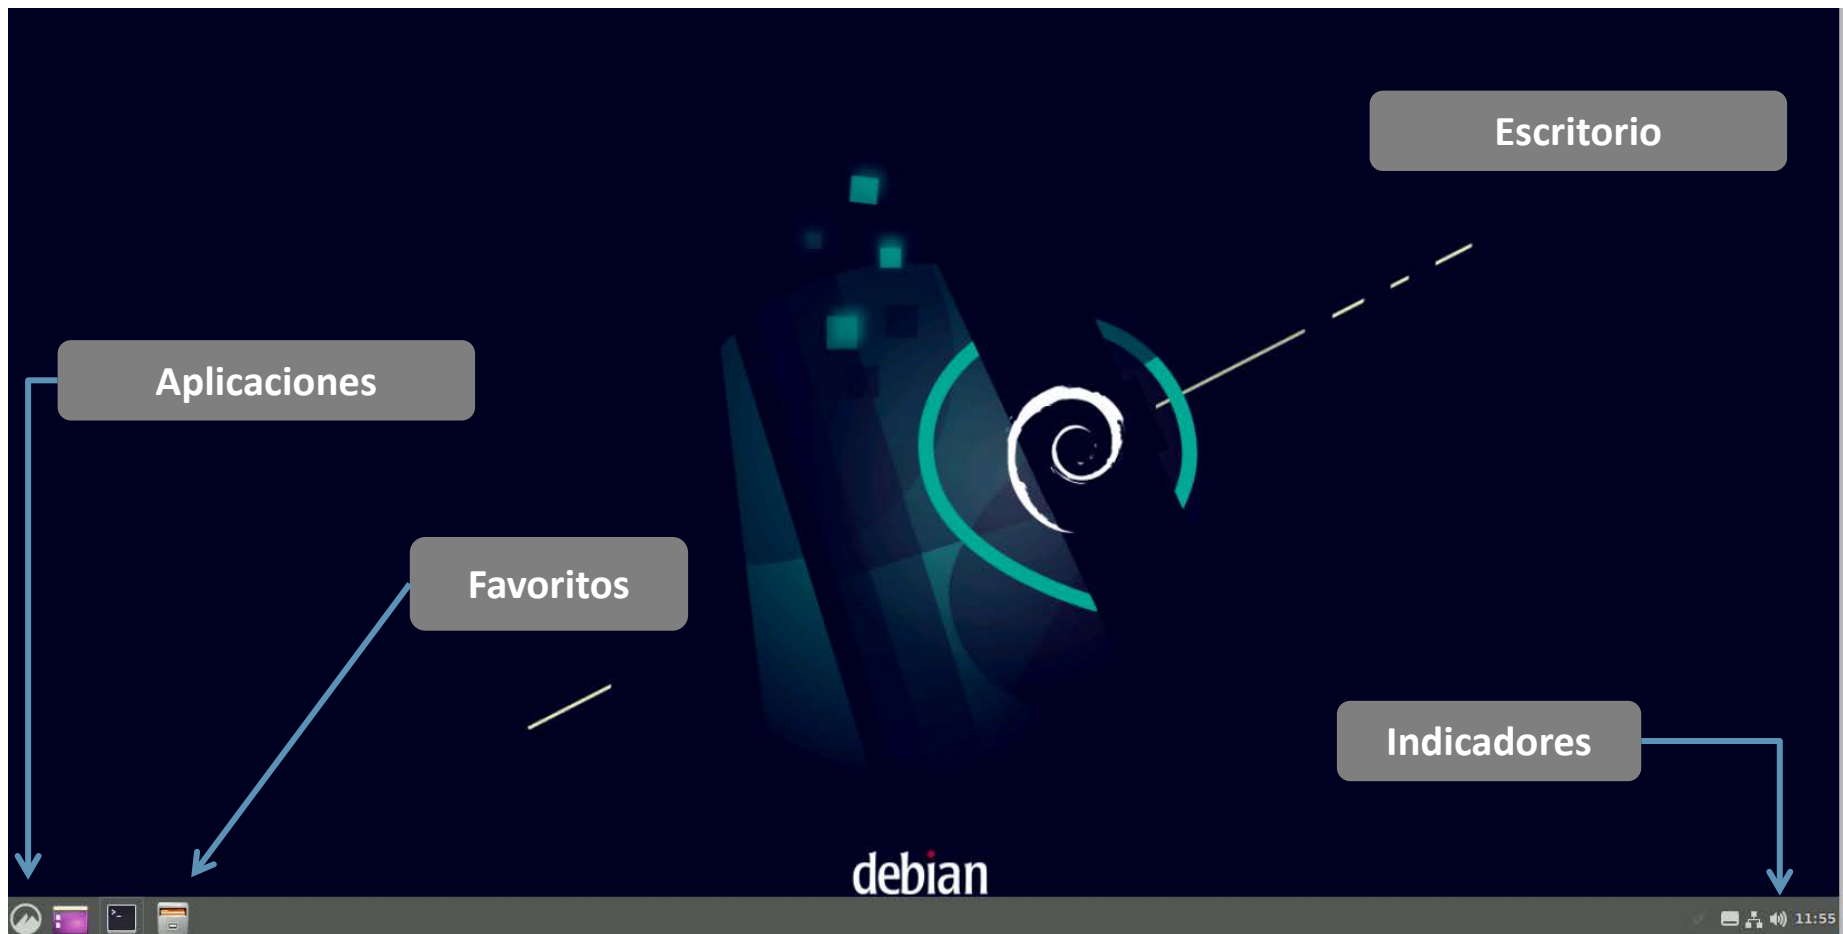 Escritorio
Aplicaciones
Favoritos
Indicadores
debian
>_
11:55